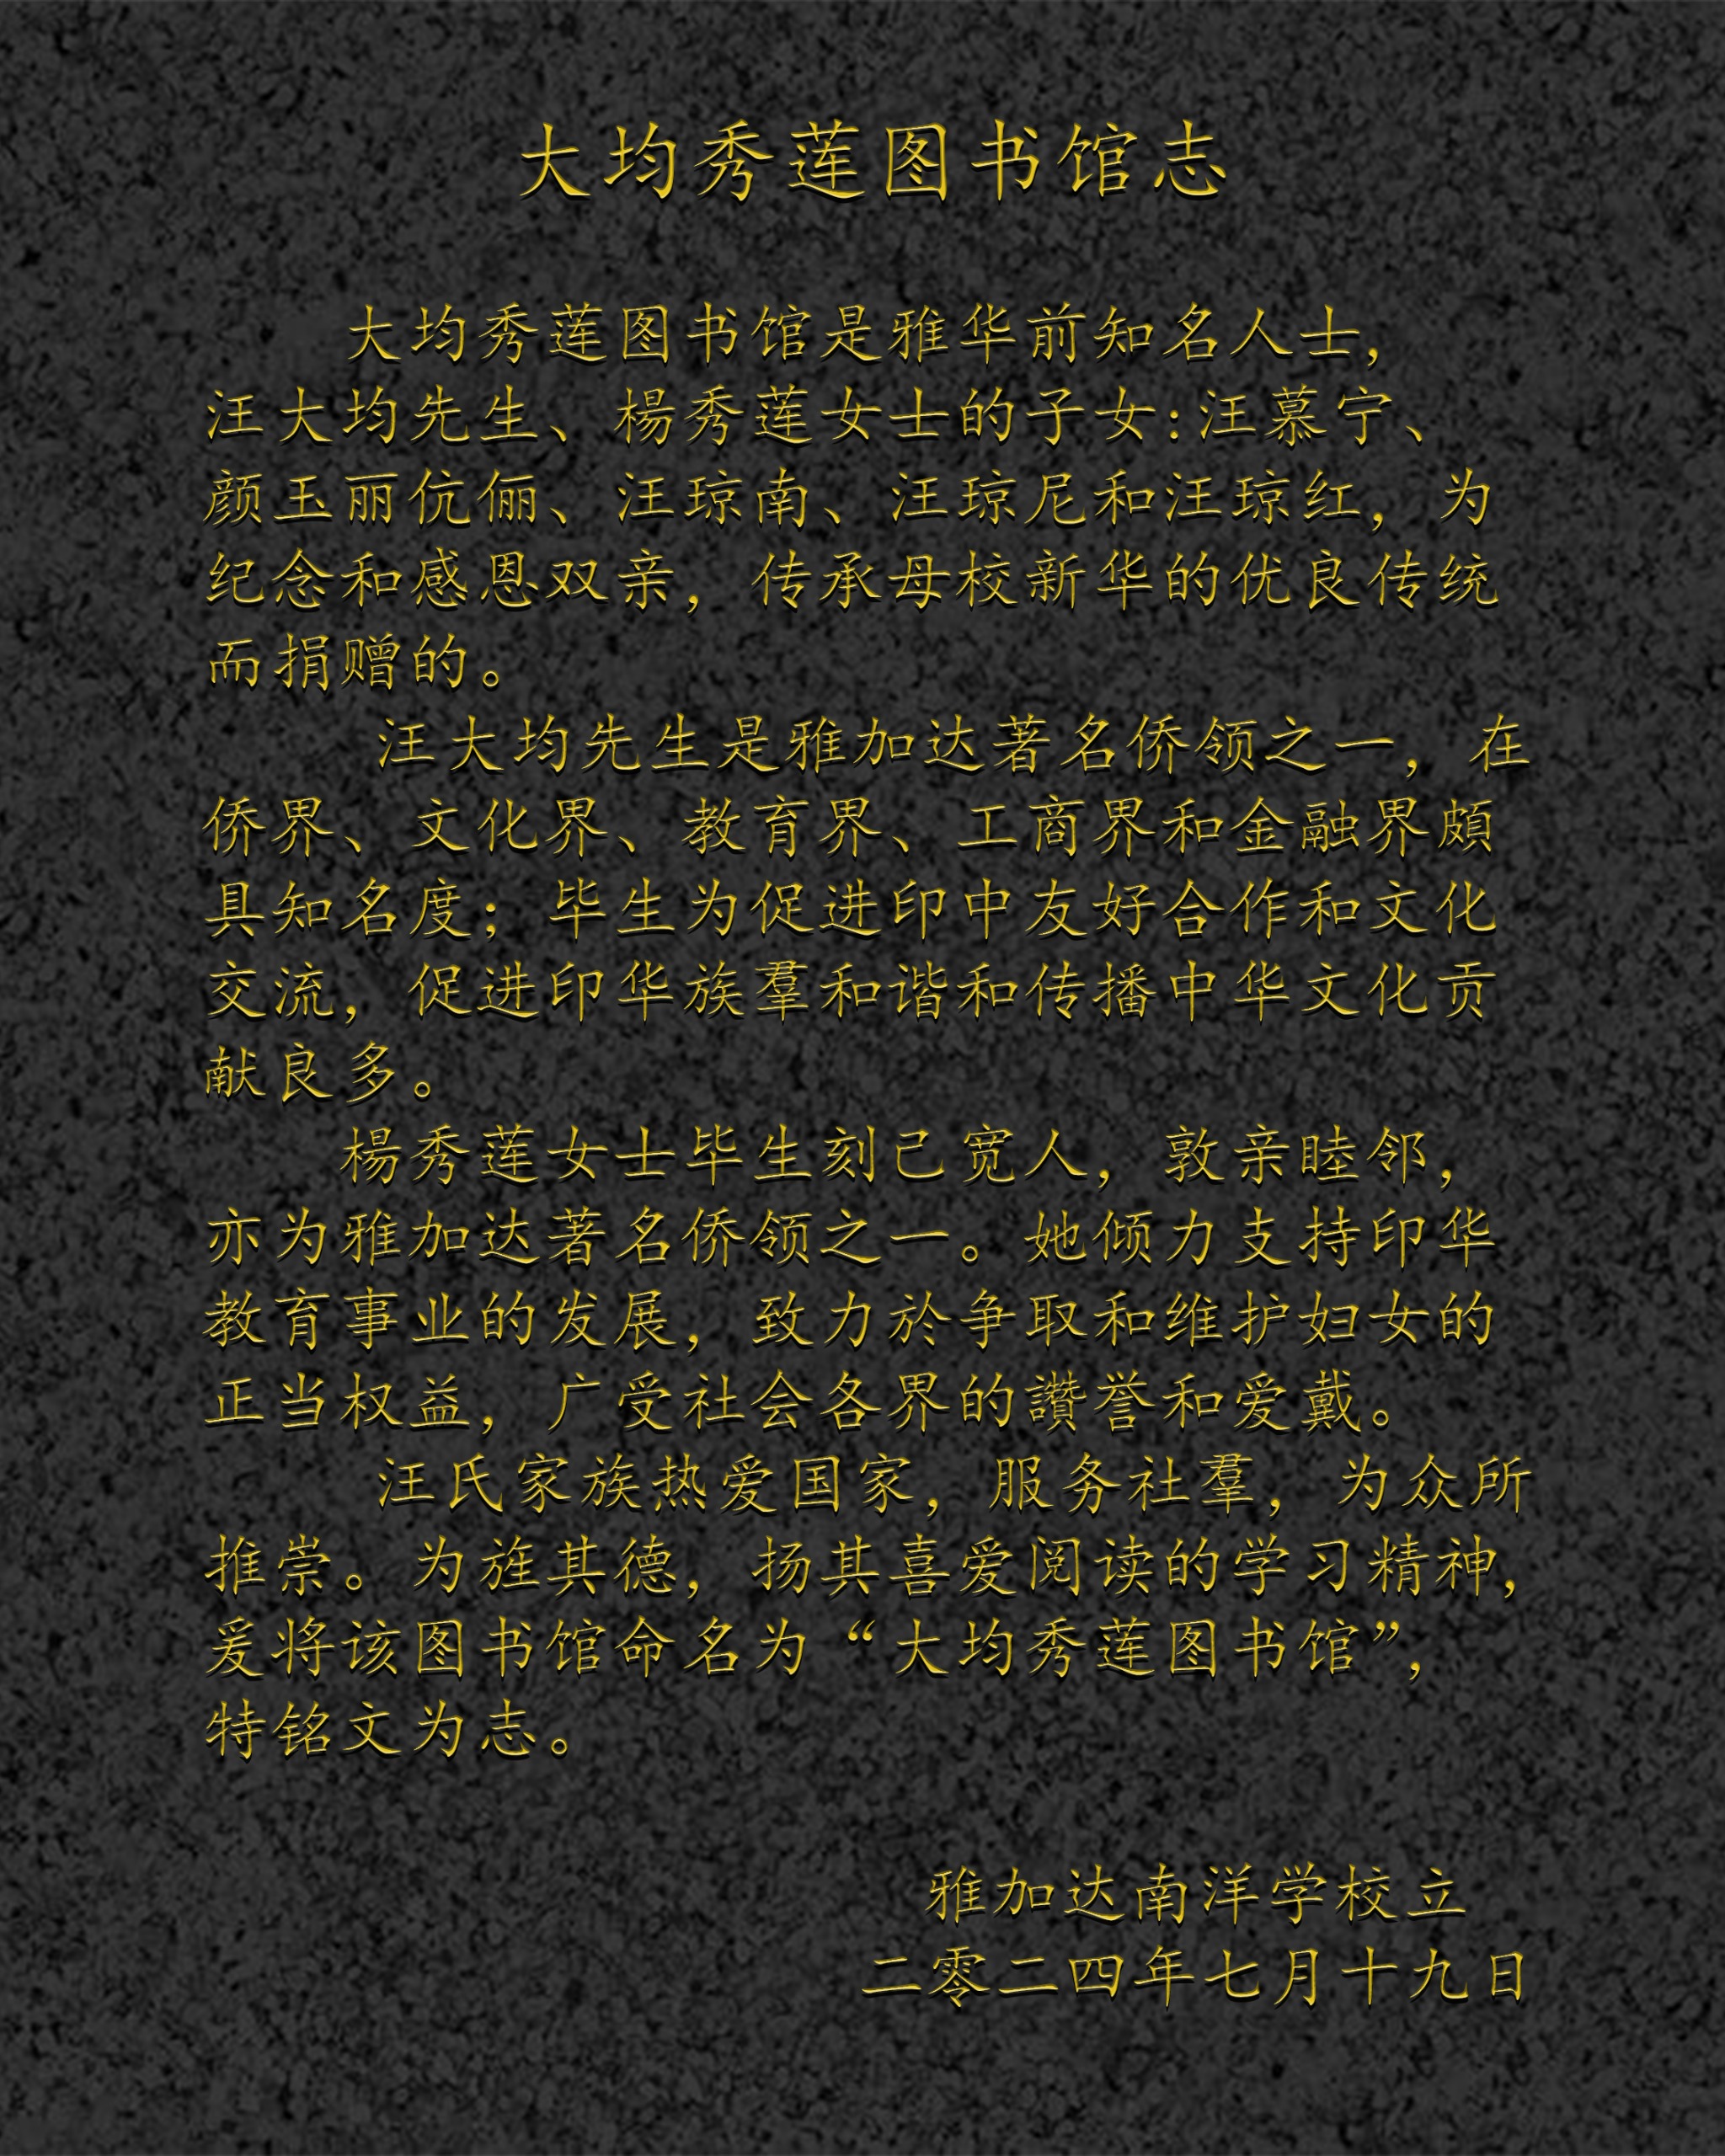 大均秀莲图书馆志
大均秀莲图书馆是雅华前知名人士，
汪大均先生、楊秀莲女士的子女:汪慕宁、
颜玉丽伉俪、汪琼南、汪琼尼和汪琼红，为
纪念和感恩双亲，传承母校新华的优良传统
而捐赠的。
汪大均先生是雅加达著名侨领之一，在
侨界、文化界、教育界、工商界和金融界頗
具知名度；毕生为促进印中友好合作和文化
交流，促进印华族羣和谐和传播中华文化贡
献良多。
楊秀莲女士毕生刻己宽人，敦亲睦邻，
亦为雅加达著名侨领之一。她倾力支持印华
教育事业的发展，致力於争取和维护妇女的
正当权益，广受社会各界的讚誉和爱戴。
汪氏家族热爱国家，服务社羣，为众所
推崇。为旌其德，扬其喜爱阅读的学习精神，
爰将该图书馆命名为“大均秀莲图书馆”，
特铭文为志。
雅加达南洋学校立
二零二四年七月十九日